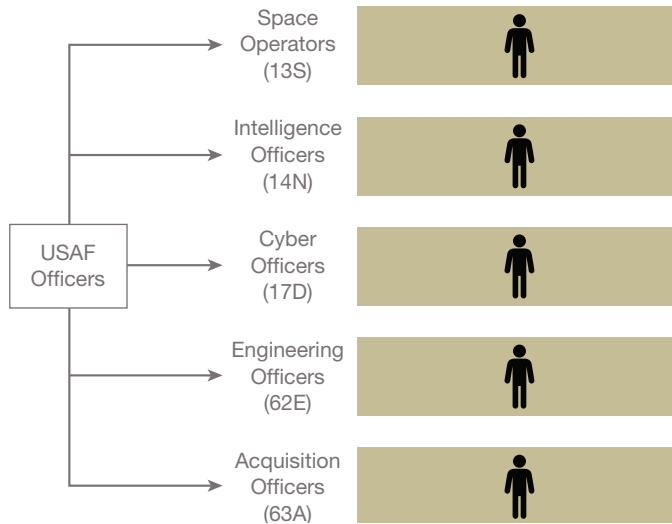 Space
Operators
(13S)
Intelligence
Officers
(14N)
USAF
Officers
Cyber
Officers
(17D)
Engineering
Officers
(62E)
Acquisition
Officers
(63A)